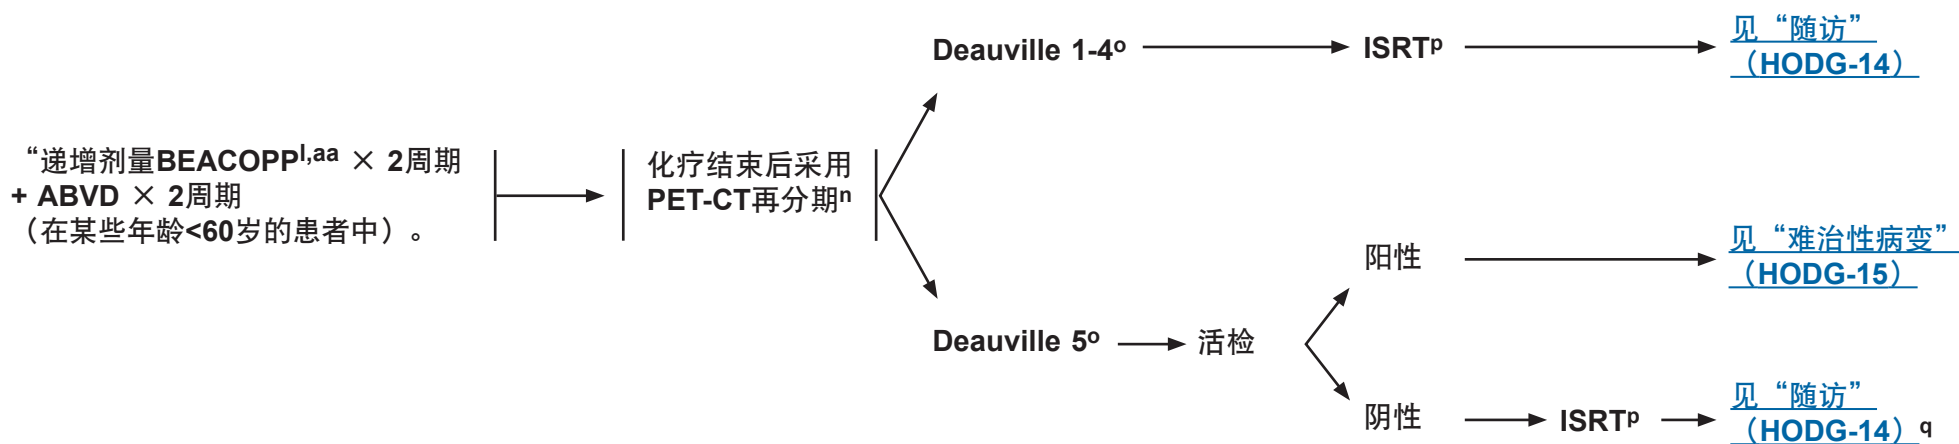 “递增剂量BEACOPPl,aa × 2周期
+ ABVD × 2周期
（在某些年龄<60岁的患者中）。
化疗结束后采用
PET-CT再分期n
Deauville 1-4o
ISRTp
见“随访”
（HODG-14）
Deauville 5o
活检
阳性
见“难治性病变”
（HODG-15）
阴性
ISRTp
见“随访”
（HODG-14）q